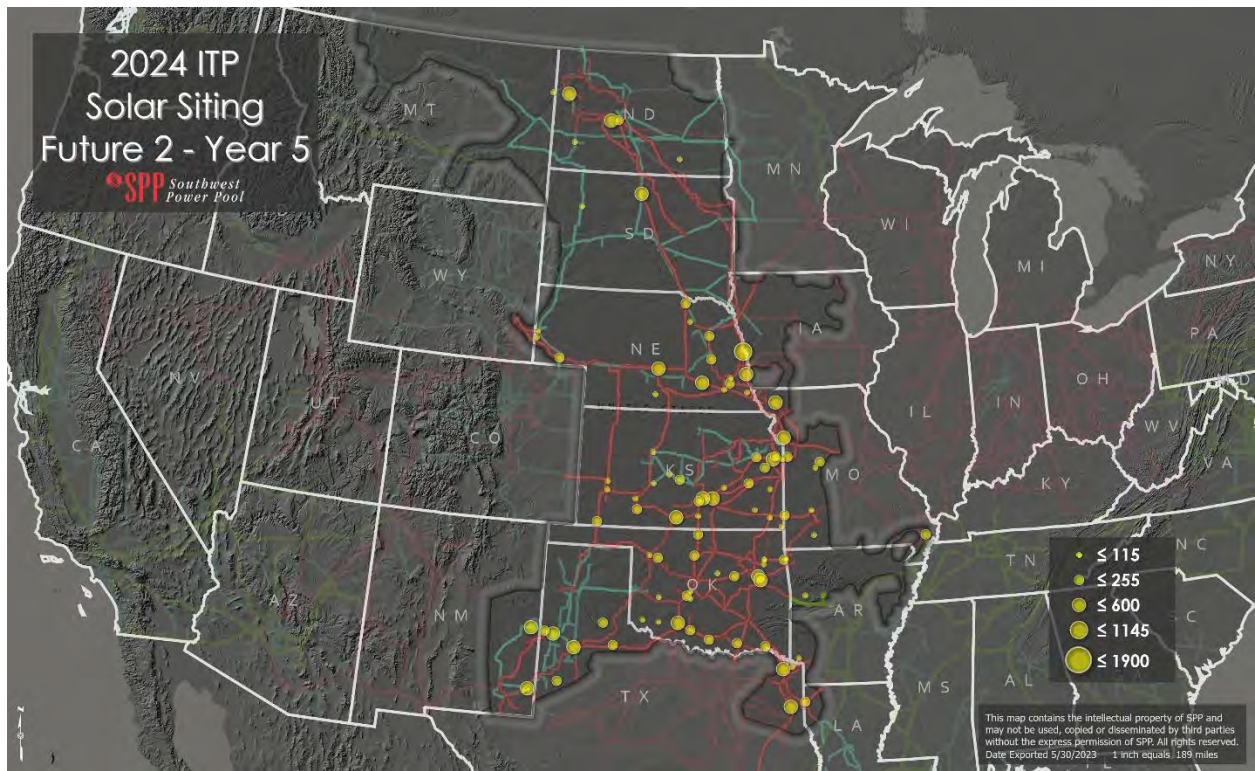 2024 ITP
Solar Siting
Future 2 - Year 5
SPP Southwest
Power Pool
MT
ND
MN
SD
WI
WY
MI
NY
IA
NE
PA
NV
UT
OH
IL
IN
CO
CA
WV
KS
MO
VA
KY
TN
NC
OK
AZ
NM
AR
SC
TX
MS
AL
LA
≤ 115
≤ 255
≤ 600
≤ 1145
≤ 1900
This map contains the intellectual property of SPP and
may not be used, copied or disseminated by third parties
without the express permission of SPP. All rights reserved.
Date Exported 5/30/2023 1 inch equals 189 miles